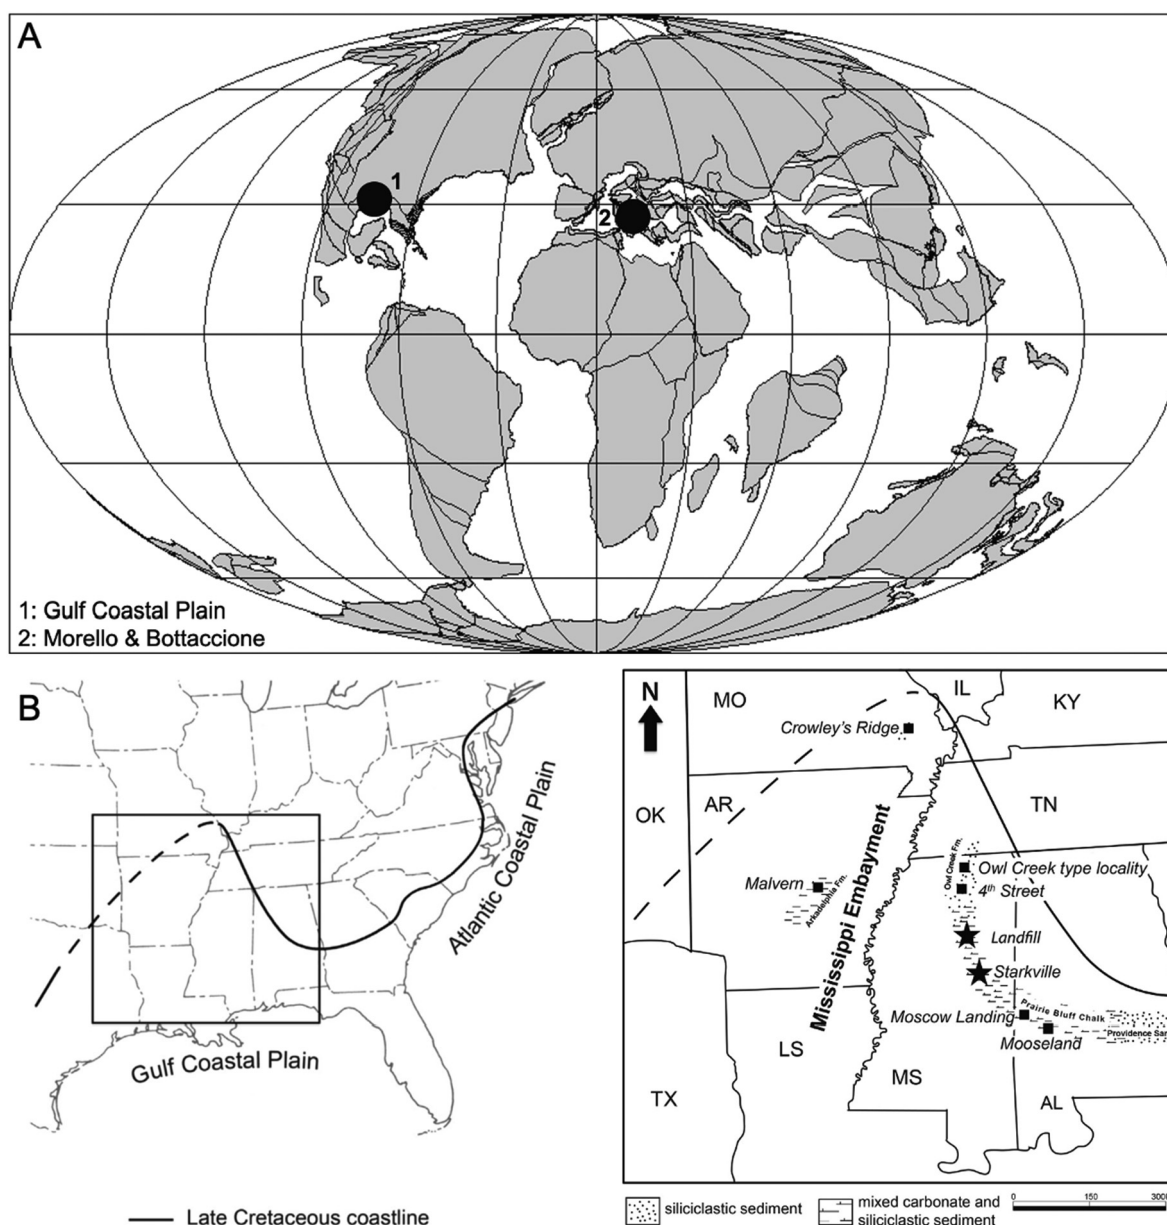 A
1
2
1: Gulf Coastal Plain
2: Morello & Bottaccione
B
Atlantic Coastal Plain
Gulf Coastal Plain
Late Cretaceous coastline
N
MO
IL
KY
Crowley's Ridge
OK
AR
TN
Mississippi Embayment
Owl Creek Fm.
Owl Creek type locality
4th Street
Malvern
Arkadelphia Fm.
Landfill
Starkville
Prairie Bluff Chalk
Moscow Landing
Providence San
Mooseland
LS
MS
TX
AL
siliciclastic sediment
mixed carbonate and
siliciclastic sediment
0 150 300